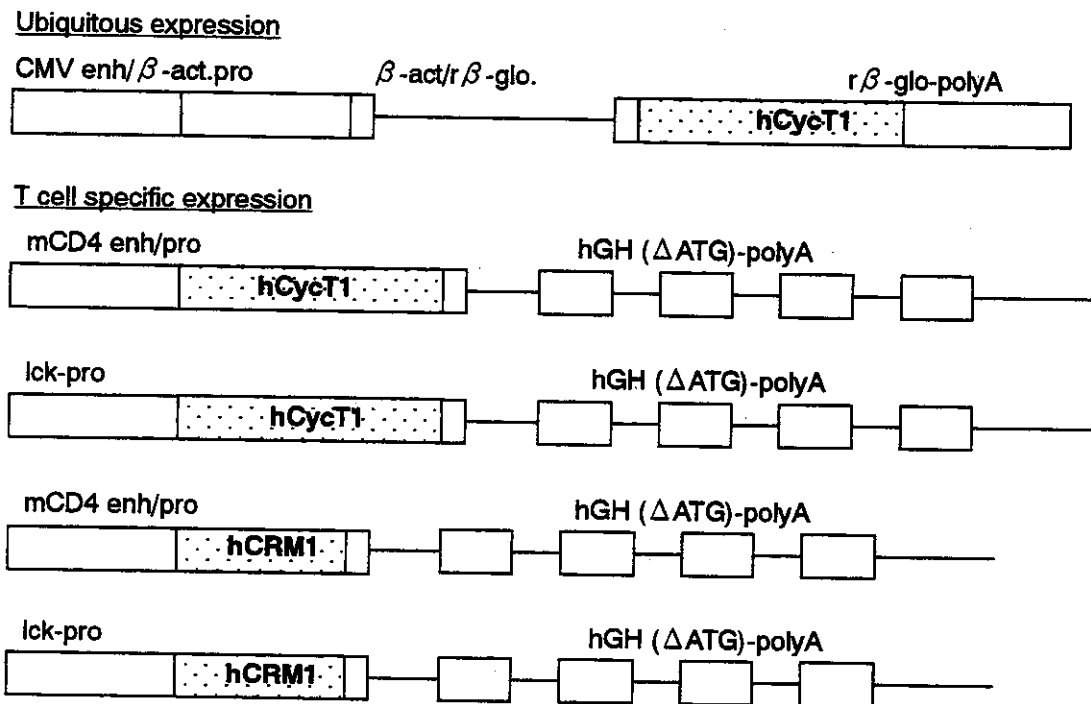 Ubiquitous expression
CMV enh/β-act.pro
β-act/rβ-glo.
rβ-glo-polyA
hCycT1
T cell specific expression
mCD4 enh/pro
hGH (ΔATG)-polyA
hCycT1
lck-pro
hGH (ΔATG)-polyA
hCycT1
mCD4 enh/pro
hGH (ΔATG)-polyA
hCRM1
lck-pro
hGH (ΔATG)-polyA
hCRM1